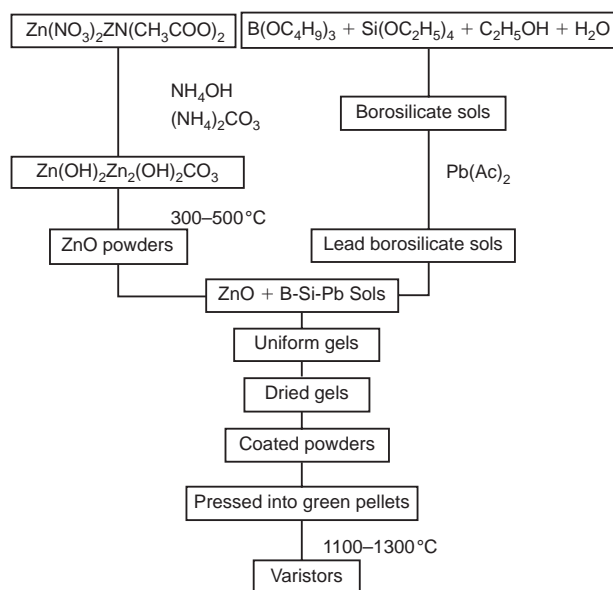 Zn(NO₃)₂ZN(CH₃COO)₂
B(OC₄H₉)₃ + Si(OC₂H₅)₄ + C₂H₅OH + H₂O
NH₄OH
(NH₄)₂CO₃
Borosilicate sols
Pb(Ac)₂
Zn(OH)₂Zn₂(OH)₂CO₃
300–500°C
ZnO powders
Lead borosilicate sols
ZnO + B-Si-Pb Sols
Uniform gels
Dried gels
Coated powders
Pressed into green pellets
1100–1300°C
Varistors